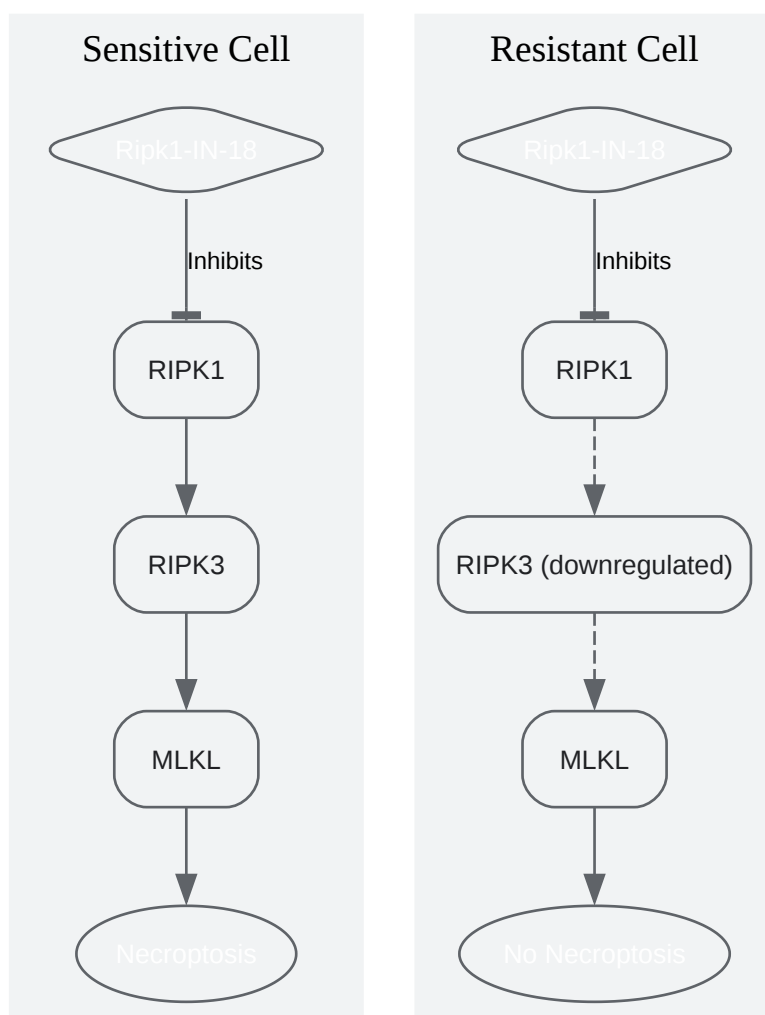 Sensitive Cell
Ripk1-IN-18
Inhibits
RIPK1
RIPK3
MLKL
Necroptosis
Resistant Cell
Ripk1-IN-18
Inhibits
RIPK1
RIPK3 (downregulated)
MLKL
No Necroptosis